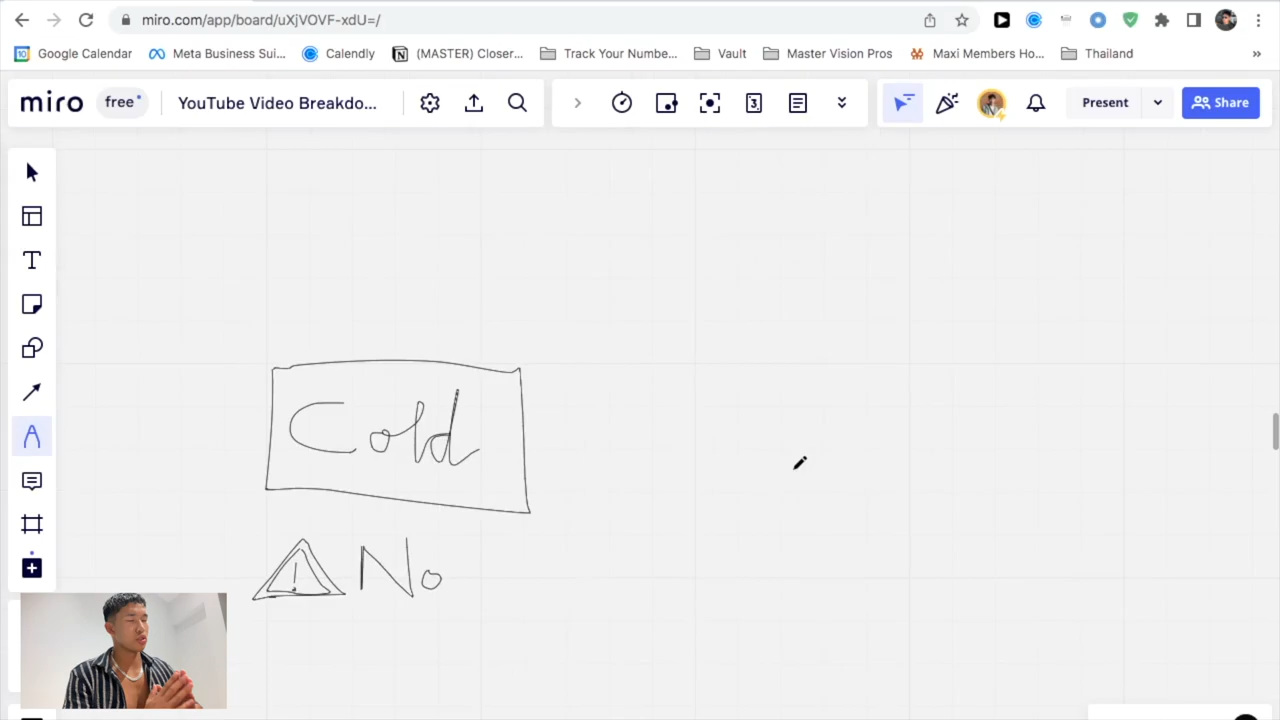 miro.com/app/board/uXjVOVF-xdU=/
10 Google Calendar Meta Business Sui... Calendly (MASTER) Closer... Track Your Numbe... Vault Master Vision Pros Maxi Members Ho... Thailand »
miro free YouTube Video Breakdo... 3 Present Share
T
Cold
! No